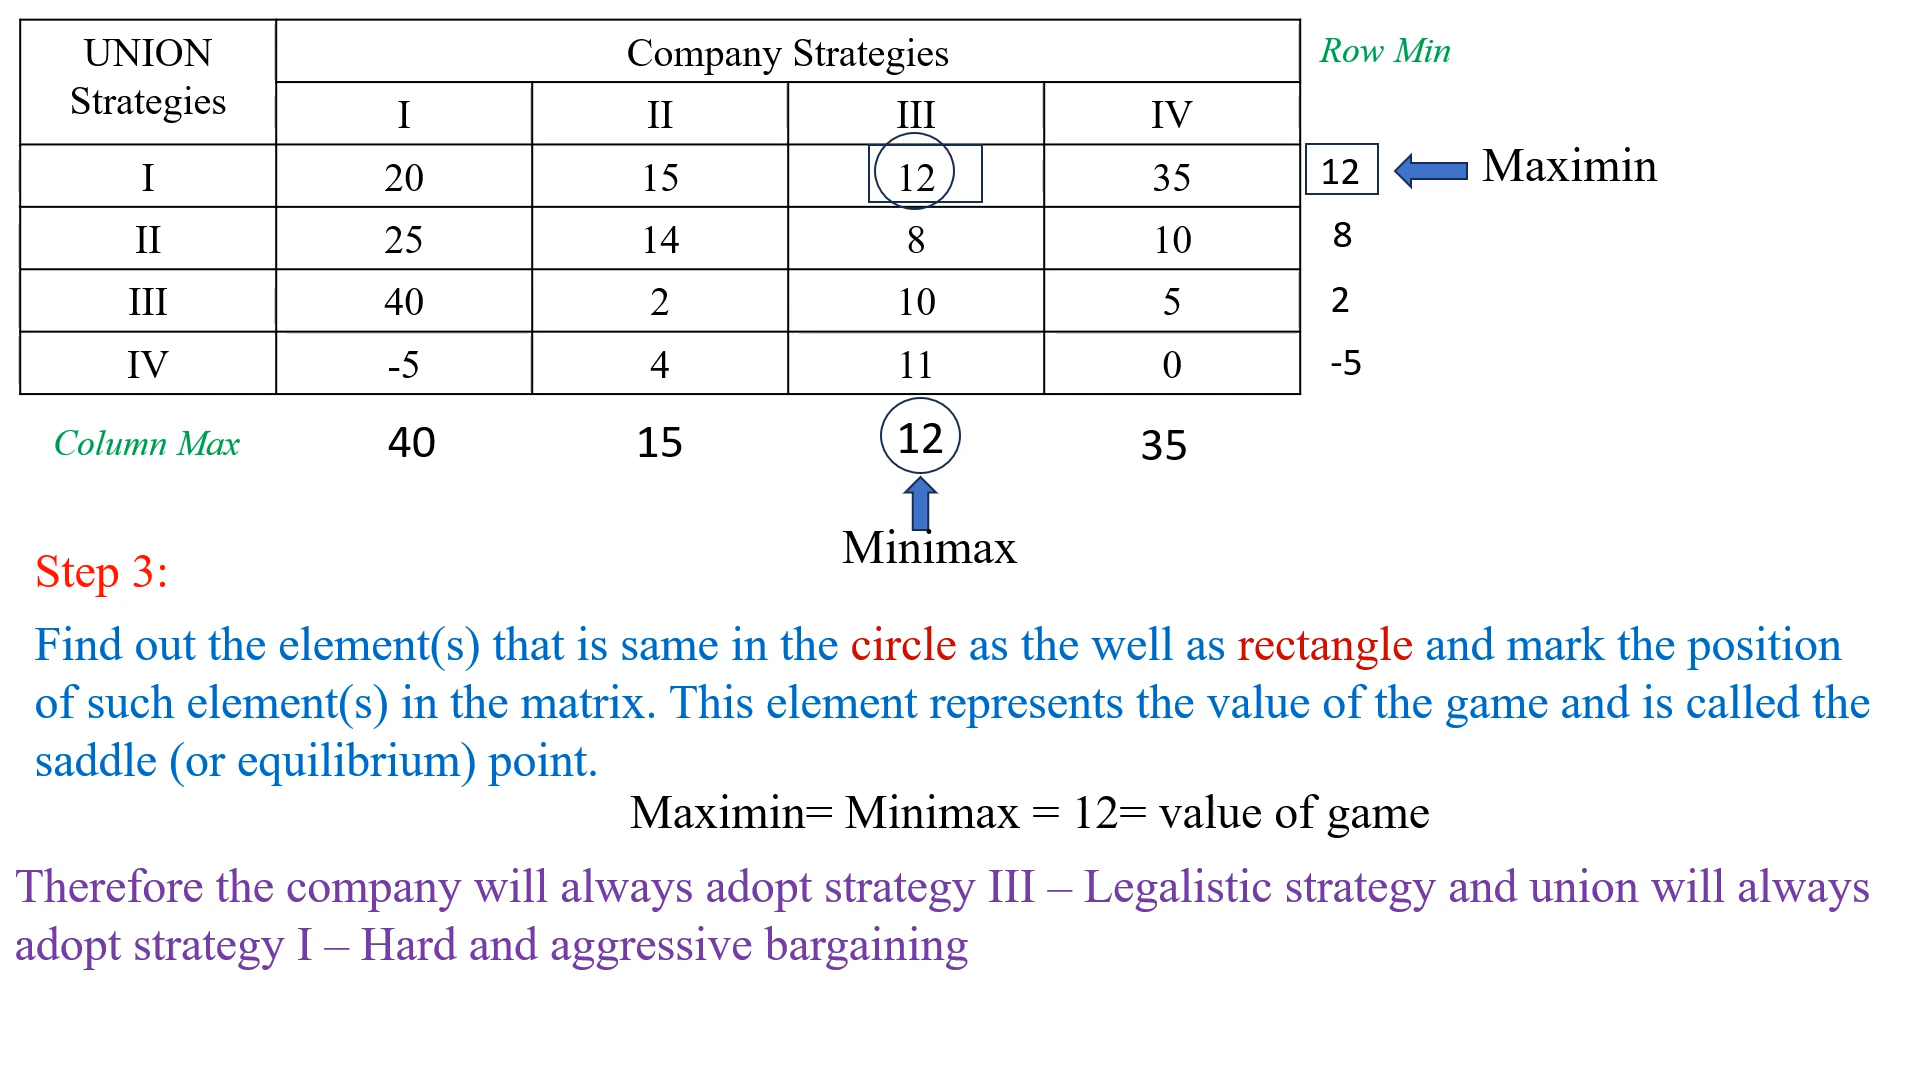 UNION Strategies
Company Strategies
Row Min
I II III IV
I 20 15 12 35 12 Maximin
II 25 14 8 10 8
III 40 2 10 5 2
IV -5 4 11 0 -5
Column Max 40 15 12 35
Minimax
Step 3:
Find out the element(s) that is same in the circle as the well as rectangle and mark the position
of such element(s) in the matrix. This element represents the value of the game and is called the
saddle (or equilibrium) point.
Maximin= Minimax = 12= value of game
Therefore the company will always adopt strategy III – Legalistic strategy and union will always
adopt strategy I – Hard and aggressive bargaining